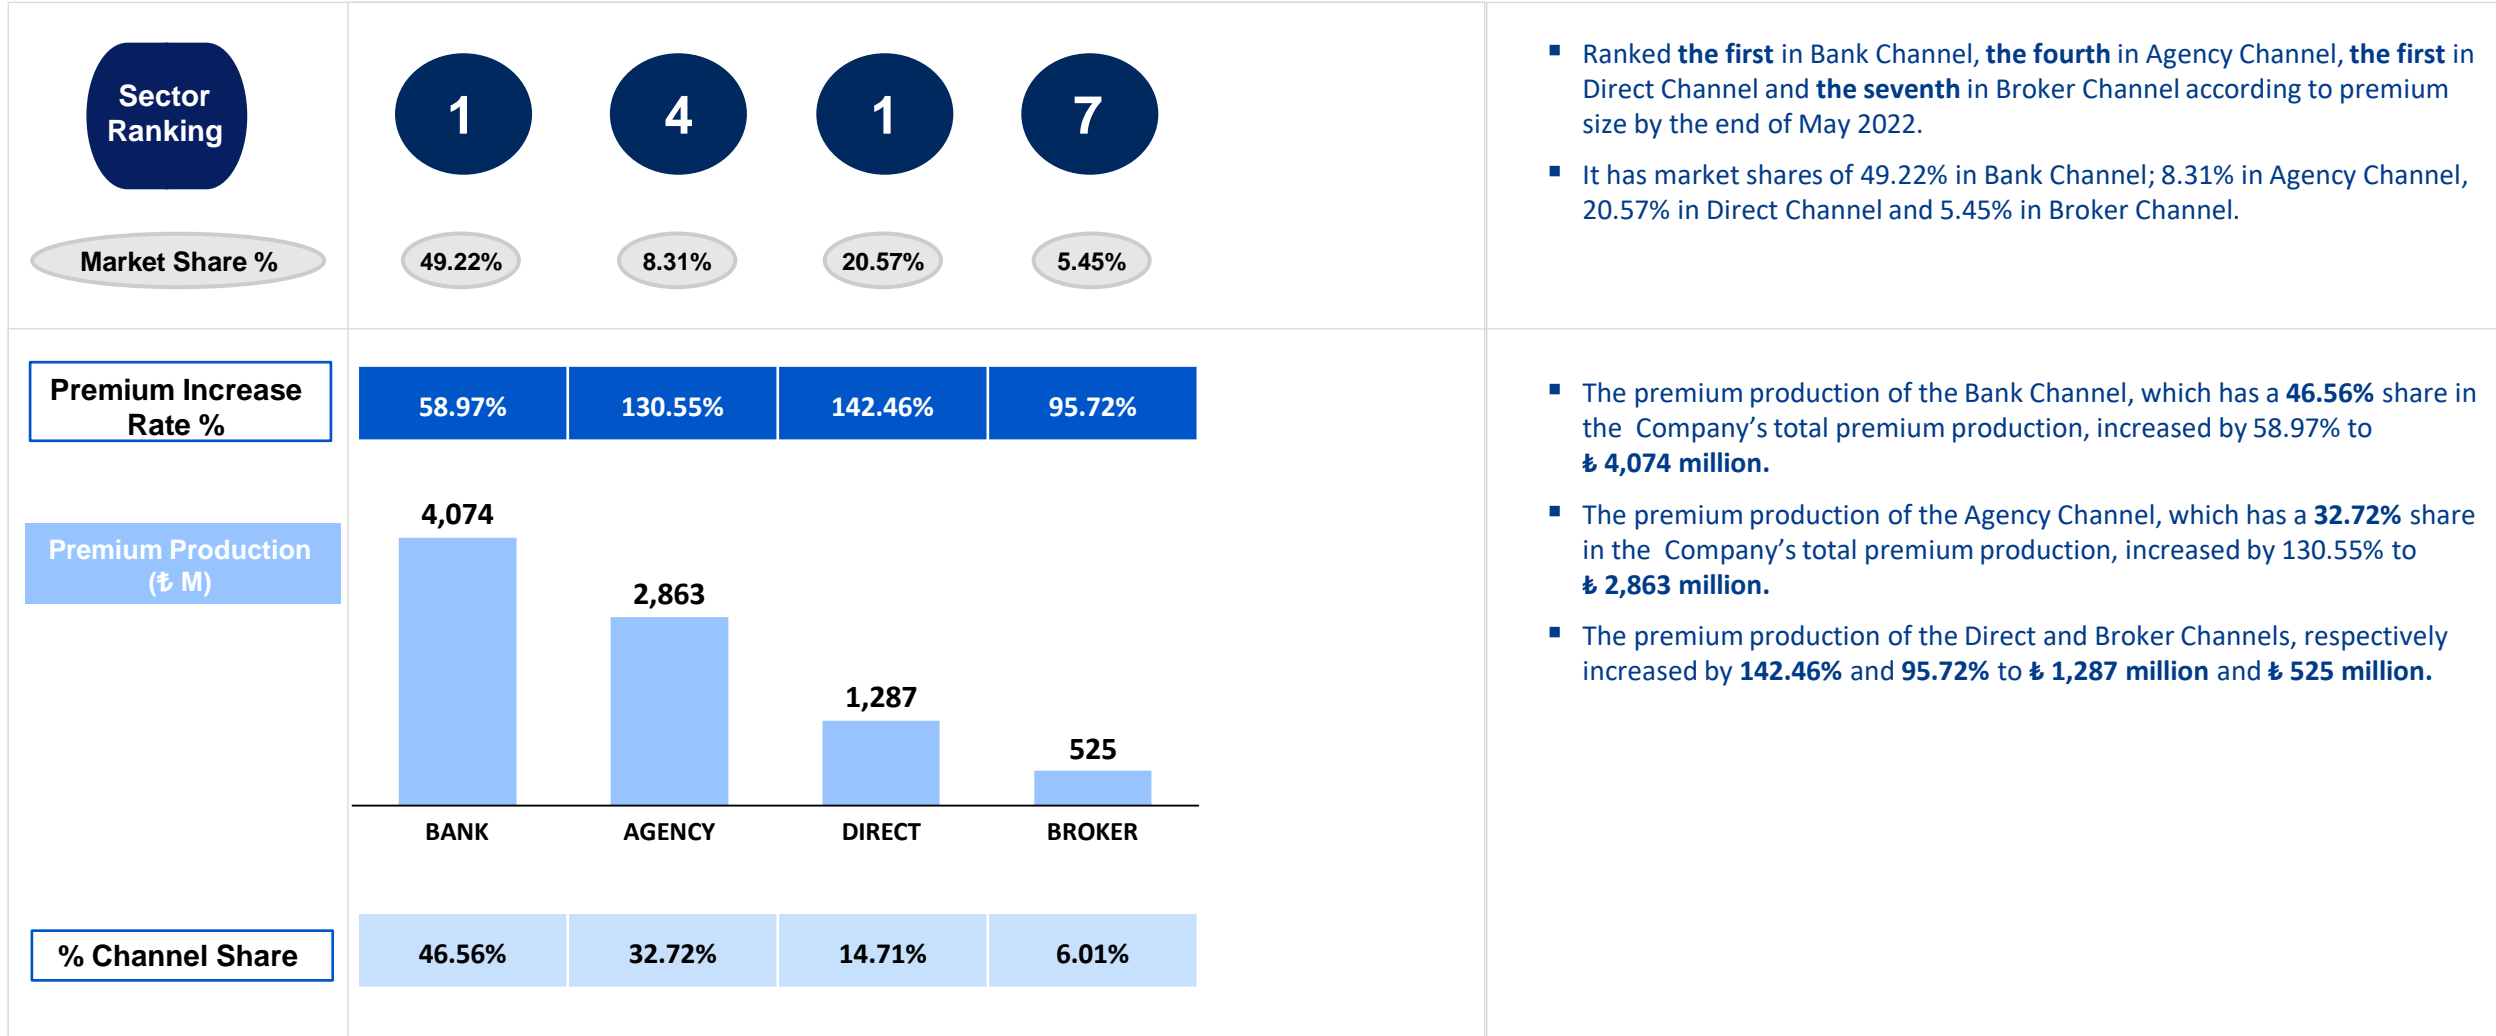 Sector
Ranking
1 4 1 7
Market Share %
49.22% 8.31% 20.57% 5.45%
▪ Ranked the first in Bank Channel, the fourth in Agency Channel, the first in
Direct Channel and the seventh in Broker Channel according to premium
size by the end of May 2022.
▪ It has market shares of 49.22% in Bank Channel; 8.31% in Agency Channel,
20.57% in Direct Channel and 5.45% in Broker Channel.
Premium Increase
Rate %
58.97% 130.55% 142.46% 95.72%
Premium Production
(₺ M)
4,074
2,863
1,287
525
BANK AGENCY DIRECT BROKER
% Channel Share
46.56% 32.72% 14.71% 6.01%
▪ The premium production of the Bank Channel, which has a 46.56% share in
the Company’s total premium production, increased by 58.97% to
₺ 4,074 million.
▪ The premium production of the Agency Channel, which has a 32.72% share
in the Company’s total premium production, increased by 130.55% to
₺ 2,863 million.
▪ The premium production of the Direct and Broker Channels, respectively
increased by 142.46% and 95.72% to ₺ 1,287 million and ₺ 525 million.